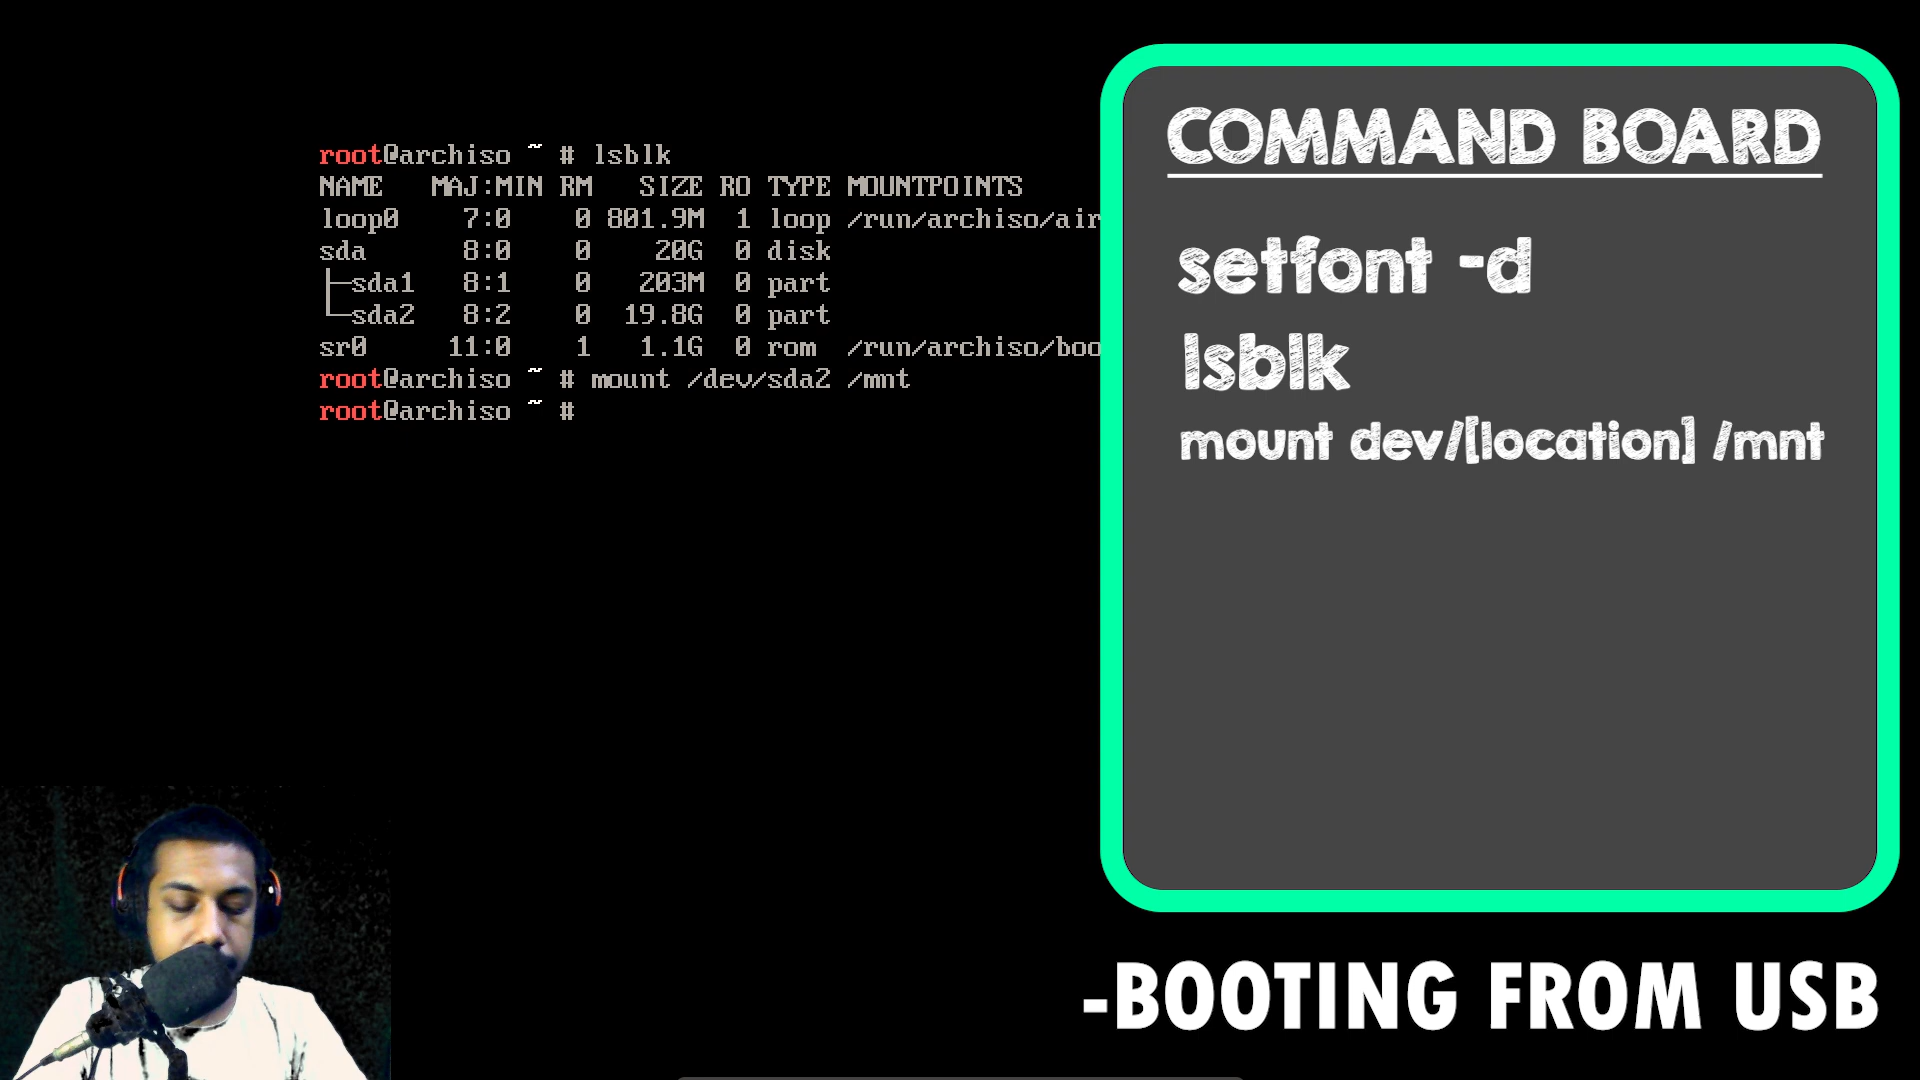 root@archiso ~ # lsblk
NAME   MAJ:MIN RM   SIZE RO TYPE MOUNTPOINTS
loop0    7:0    0 801.9M  1 loop /run/archiso/air
sda      8:0    0    20G  0 disk
├─sda1   8:1    0   203M  0 part
└─sda2   8:2    0  19.8G  0 part
sr0     11:0    1   1.1G  0 rom  /run/archiso/boo
root@archiso ~ # mount /dev/sda2 /mnt
root@archiso ~ #
COMMAND BOARD
setfont -d
lsblk
mount dev/[location] /mnt
-BOOTING FROM USB